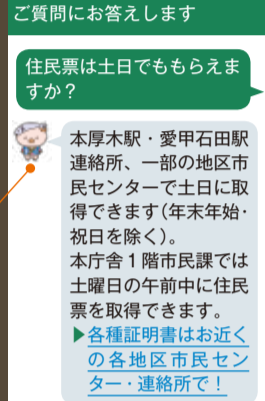 ご質問にお答えします
住民票は土日でももらえま
すか？
本厚木駅・愛甲石田駅
連絡所、一部の地区市
民センターで土日に取
得できます(年末年始・
祝日を除く)。
本庁舎1階市民課では
土曜日の午前中に住民
票を取得できます。
▶各種証明書はお近く
の各地区市民セン
ター・連絡所で！